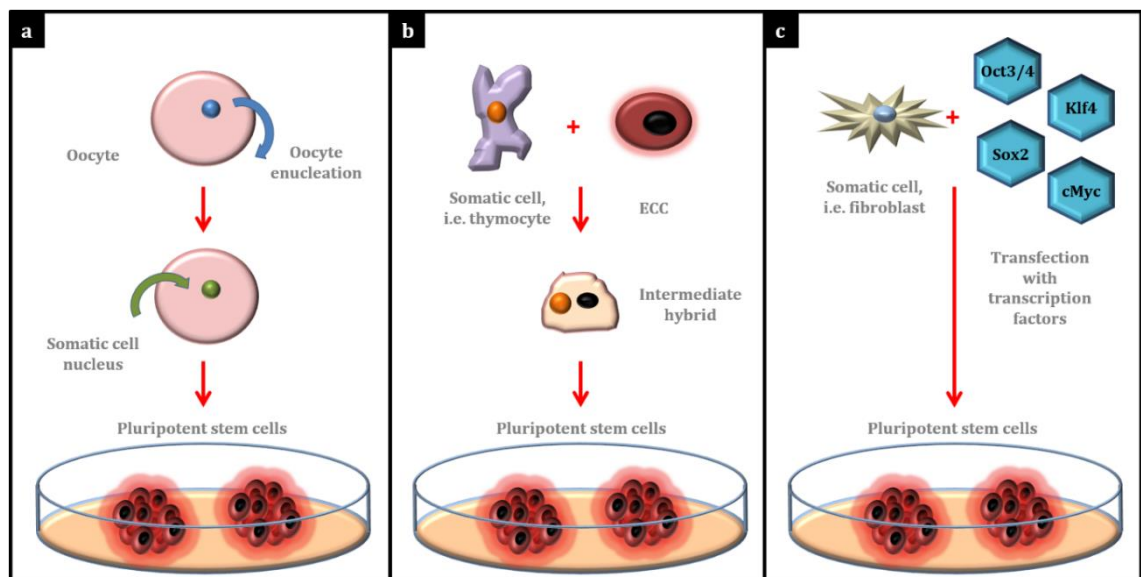 a
Oocyte
Oocyte
enucleation
Somatic cell
nucleus
Pluripotent stem cells
b
+
Somatic cell,
i.e. thymocyte
ECC
Intermediate
hybrid
Pluripotent stem cells
c
Oct3/4
Klf4
+
Sox2
cMyc
Somatic cell,
i.e. fibroblast
Transfection
with
transcription
factors
Pluripotent stem cells